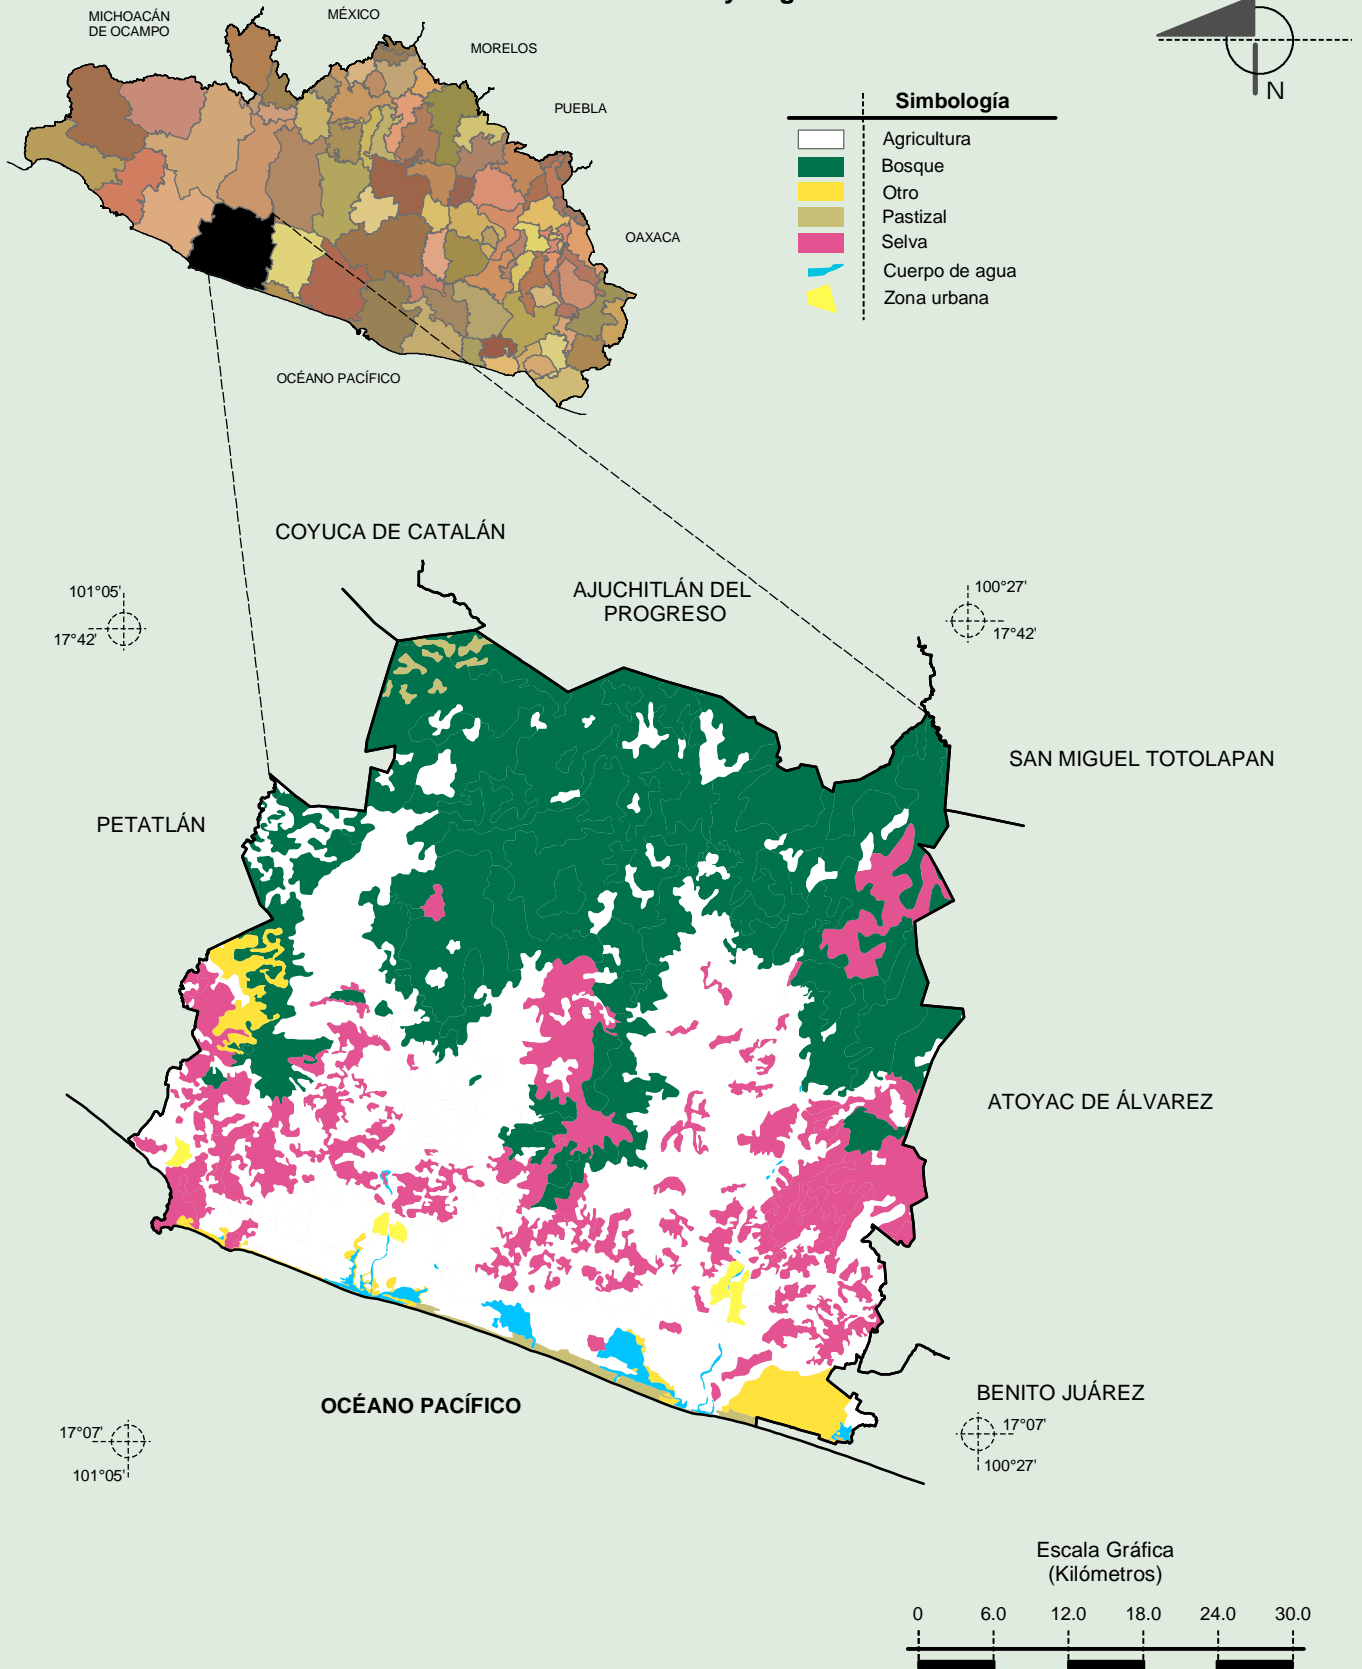 MICHOACÁN
DE OCAMPO
MÉXICO
MORELOS
PUEBLA
OAXACA
OCÉANO PACÍFICO
N
Simbología
Agricultura
Bosque
Otro
Pastizal
Selva
Cuerpo de agua
Zona urbana
COYUCA DE CATALÁN
AJUCHITLÁN DEL
PROGRESO
101°05'
17°42'
100°27'
17°42'
SAN MIGUEL TOTOLAPAN
PETATLÁN
ATOYAC DE ÁLVAREZ
BENITO JUÁREZ
OCÉANO PACÍFICO
17°07'
101°05'
17°07'
100°27'
Escala Gráfica
(Kilómetros)
0 6.0 12.0 18.0 24.0 30.0